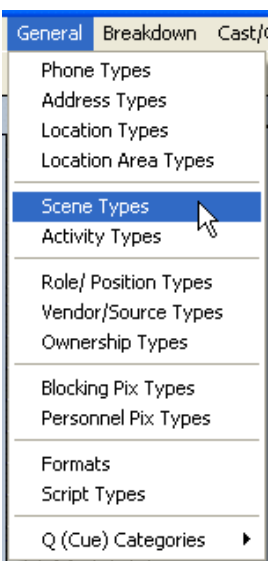 General Breakdown Cast/
Phone Types
Address Types
Location Types
Location Area Types
Scene Types
Activity Types
Role/ Position Types
Vendor/Source Types
Ownership Types
Blocking Pix Types
Personnel Pix Types
Formats
Script Types
Q (Cue) Categories